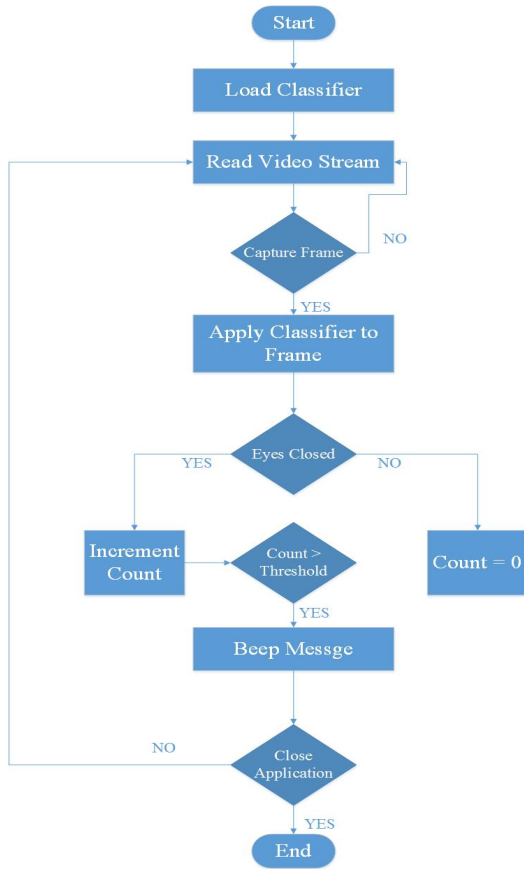 Start
Load Classifier
Read Video Stream
Capture Frame
NO
YES
Apply Classifier to
Frame
Eyes Closed
YES
NO
Increment
Count
Count >
Threshold
Count = 0
YES
Beep Messge
Close
Application
NO
YES
End